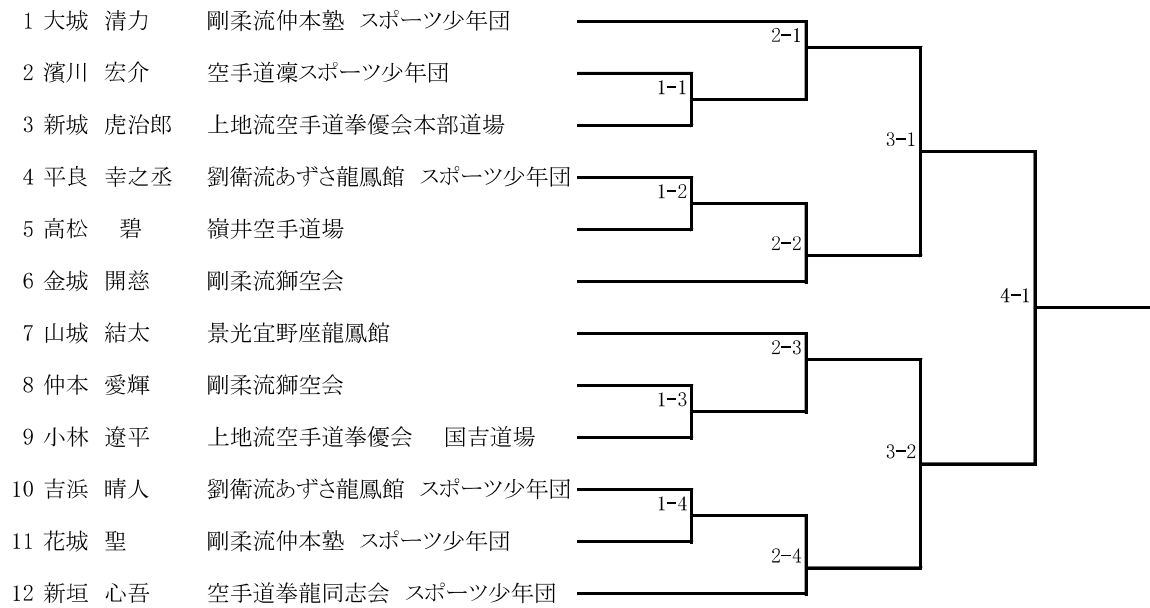 1 大城 清力 剛柔流仲本塾 スポーツ少年団
2-1
2 濱川 宏介 空手道凜スポーツ少年団
1-1
3 新城 虎治郎 上地流空手道拳優会本部道場
3-1
4 平良 幸之丞 劉衛流あずさ龍鳳館 スポーツ少年団
1-2
5 高松 碧 嶺井空手道場
2-2
6 金城 開慈 剛柔流獅空会
4-1
7 山城 結太 景光宜野座龍鳳館
2-3
8 仲本 愛輝 剛柔流獅空会
1-3
9 小林 遼平 上地流空手道拳優会 国吉道場
3-2
10 吉浜 晴人 劉衛流あずさ龍鳳館 スポーツ少年団
1-4
11 花城 聖 剛柔流仲本塾 スポーツ少年団
2-4
12 新垣 心吾 空手道拳龍同志会 スポーツ少年団